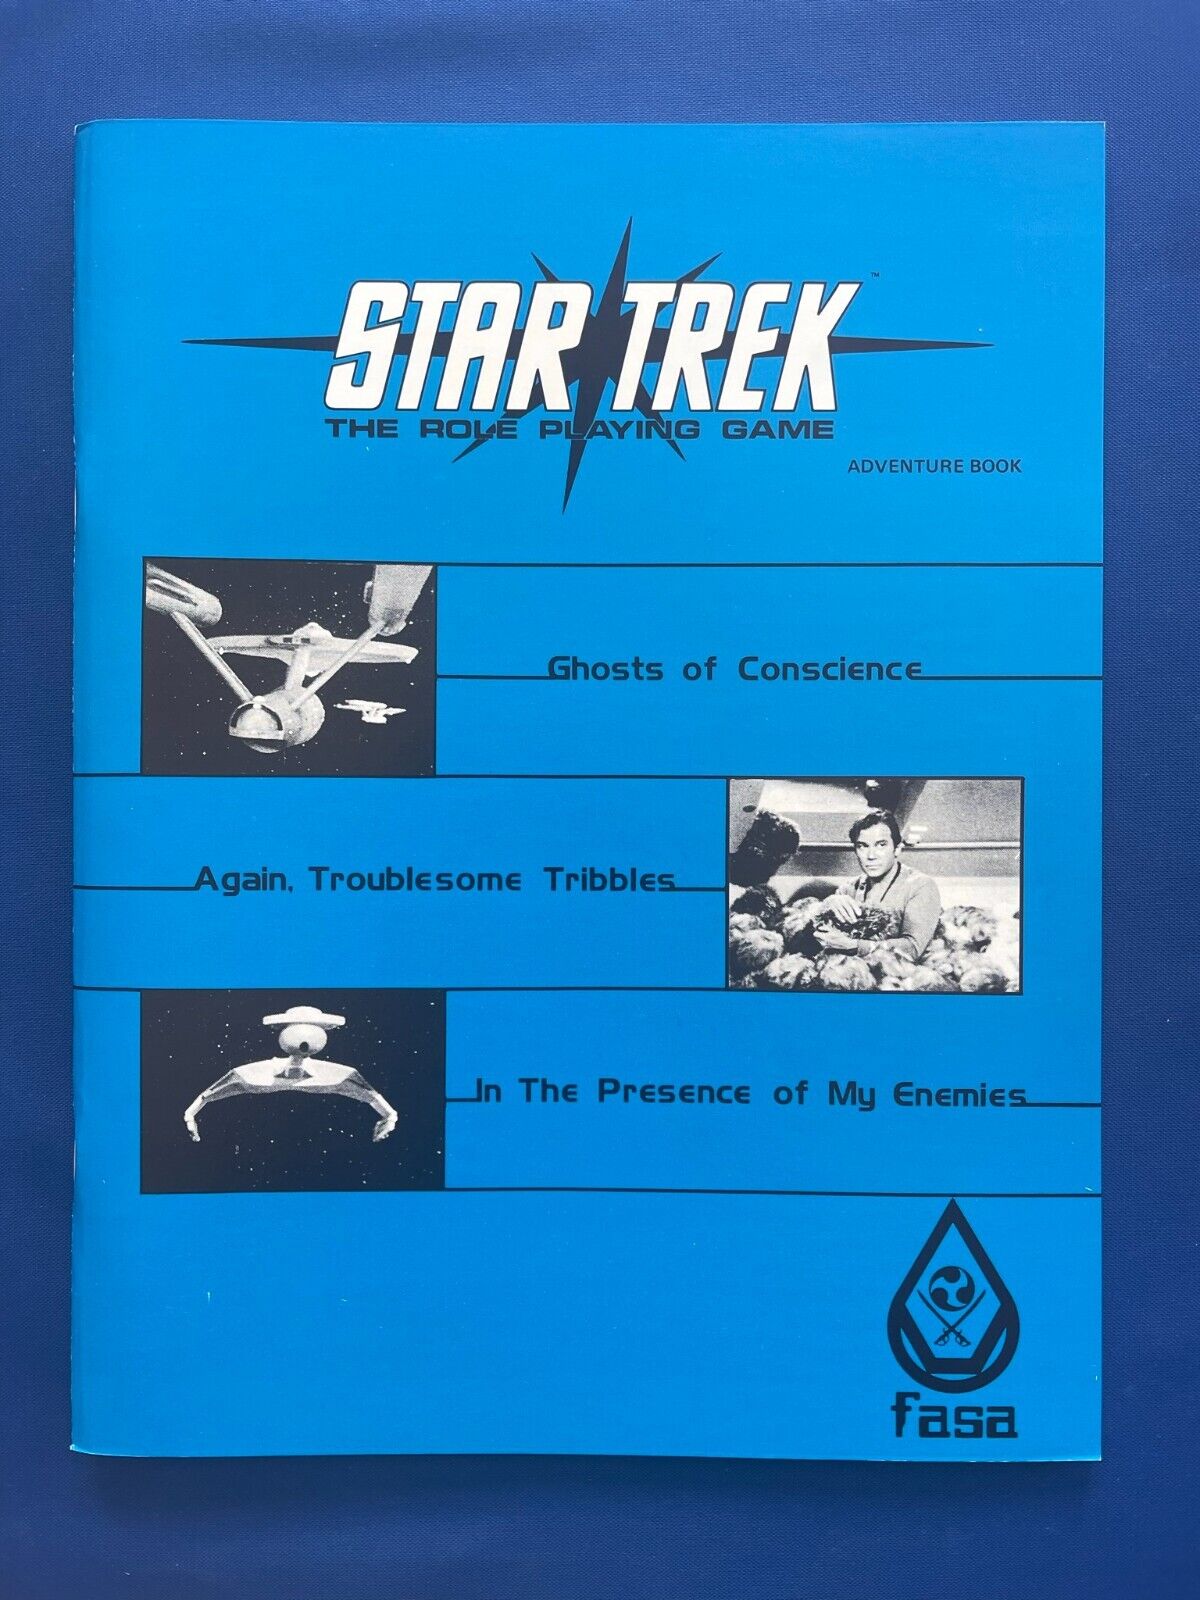 STAR TREK™
THE ROLE PLAYING GAME
ADVENTURE BOOK
Ghosts of Conscience
Again, Troublesome Tribbles
In The Presence of My Enemies
fasa